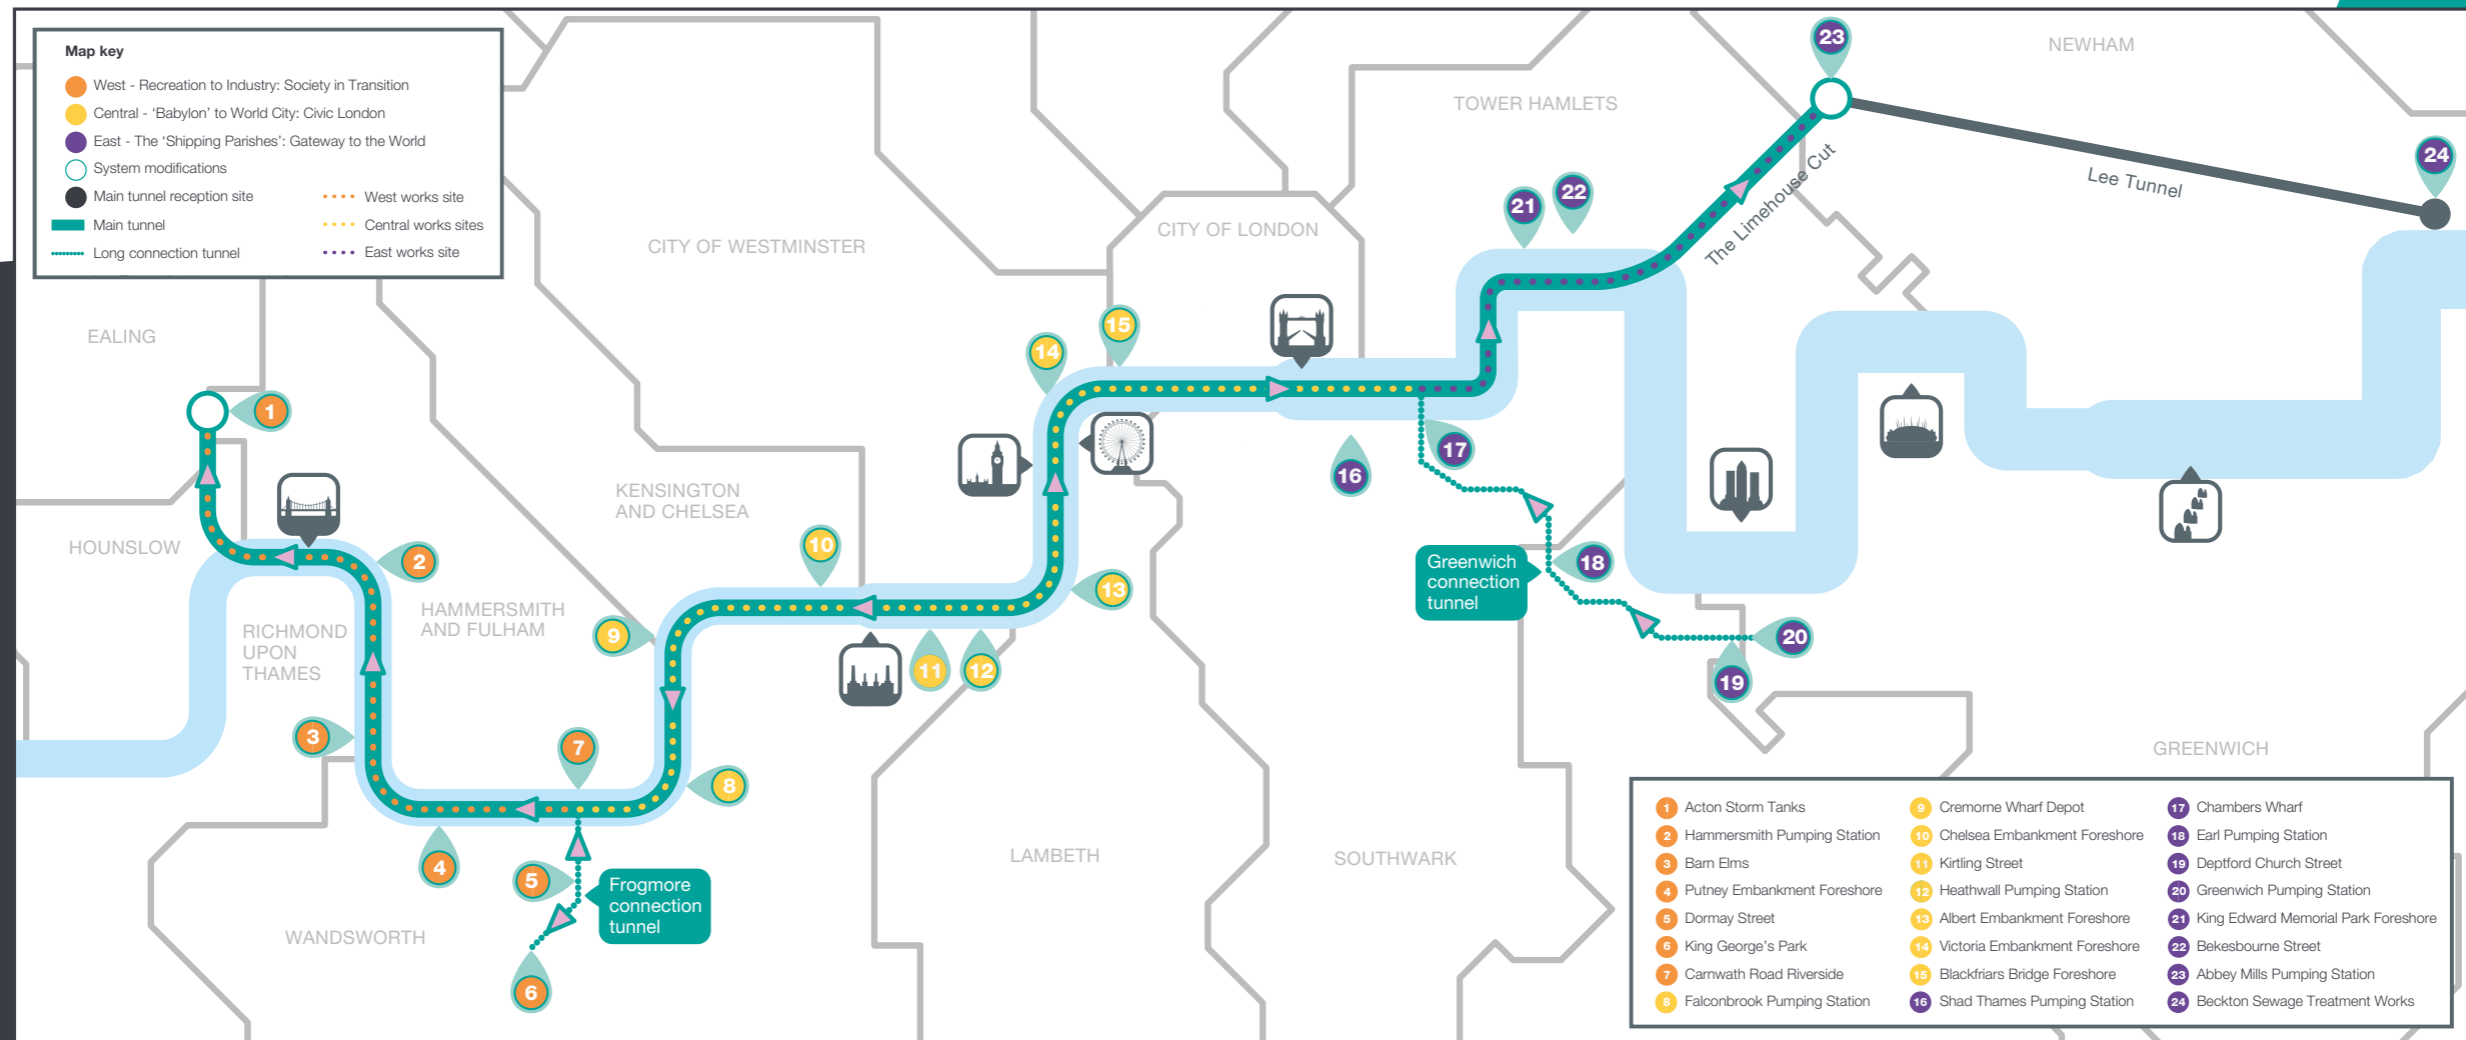 Map key
West - Recreation to Industry: Society in Transition
Central - ‘Babylon’ to World City: Civic London
East - The ‘Shipping Parishes’: Gateway to the World
System modifications
Main tunnel reception site
West works site
Main tunnel
Central works sites
Long connection tunnel
East works site
NEWHAM
TOWER HAMLETS
CITY OF LONDON
CITY OF WESTMINSTER
EALING
HOUNSLOW
KENSINGTON
AND CHELSEA
HAMMERSMITH
AND FULHAM
RICHMOND
UPON
THAMES
WANDSWORTH
LAMBETH
SOUTHWARK
GREENWICH
The Limehouse Cut
Lee Tunnel
Greenwich
connection
tunnel
Frogmore
connection
tunnel
1
2
3
4
5
6
7
8
9
10
11
12
13
14
15
16
17
18
19
20
21
22
23
24
1 Acton Storm Tanks
2 Hammersmith Pumping Station
3 Barn Elms
4 Putney Embankment Foreshore
5 Dormay Street
6 King George’s Park
7 Carnwath Road Riverside
8 Falconbrook Pumping Station
9 Cremorne Wharf Depot
10 Chelsea Embankment Foreshore
11 Kirtling Street
12 Heathwall Pumping Station
13 Albert Embankment Foreshore
14 Victoria Embankment Foreshore
15 Blackfriars Bridge Foreshore
16 Shad Thames Pumping Station
17 Chambers Wharf
18 Earl Pumping Station
19 Deptford Church Street
20 Greenwich Pumping Station
21 King Edward Memorial Park Foreshore
22 Bekesbourne Street
23 Abbey Mills Pumping Station
24 Beckton Sewage Treatment Works